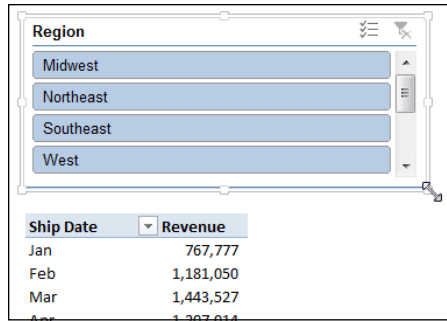 Region
Midwest
Northeast
Southeast
West
Ship Date Revenue
Jan 767,777
Feb 1,181,050
Mar 1,443,527